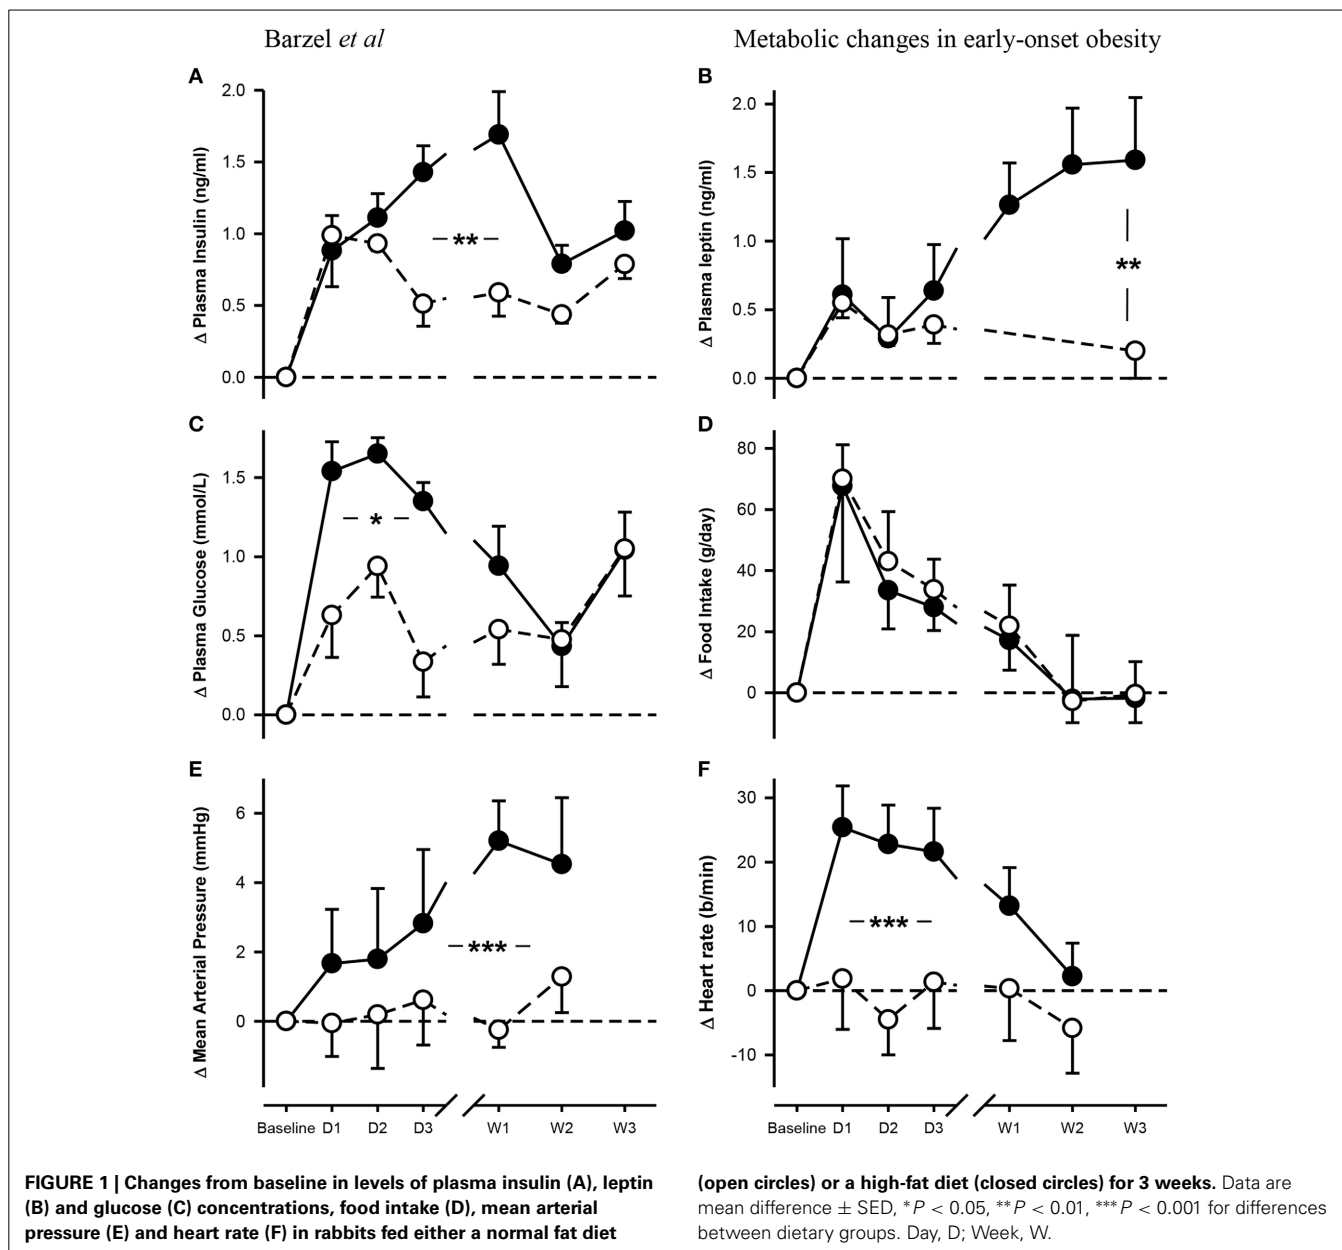 Barzel et al
Metabolic changes in early-onset obesity
A
2.0
1.5
1.0
0.5
0.0
Δ Plasma Insulin (ng/ml)
**
B
2.0
1.5
1.0
0.5
0.0
Δ Plasma leptin (ng/ml)
**
C
1.5
1.0
0.5
0.0
Δ Plasma Glucose (mmol/L)
*
D
80
60
40
20
0
Δ Food Intake (g/day)
E
6
4
2
0
Δ Mean Arterial Pressure (mmHg)
***
Baseline D1 D2 D3 W1 W2 W3
F
30
20
10
0
-10
Δ Heart rate (b/min)
***
Baseline D1 D2 D3 W1 W2 W3
FIGURE 1 | Changes from baseline in levels of plasma insulin (A), leptin
(B) and glucose (C) concentrations, food intake (D), mean arterial
pressure (E) and heart rate (F) in rabbits fed either a normal fat diet
(open circles) or a high-fat diet (closed circles) for 3 weeks. Data are
mean difference ± SED, *P < 0.05, **P < 0.01, ***P < 0.001 for differences
between dietary groups. Day, D; Week, W.